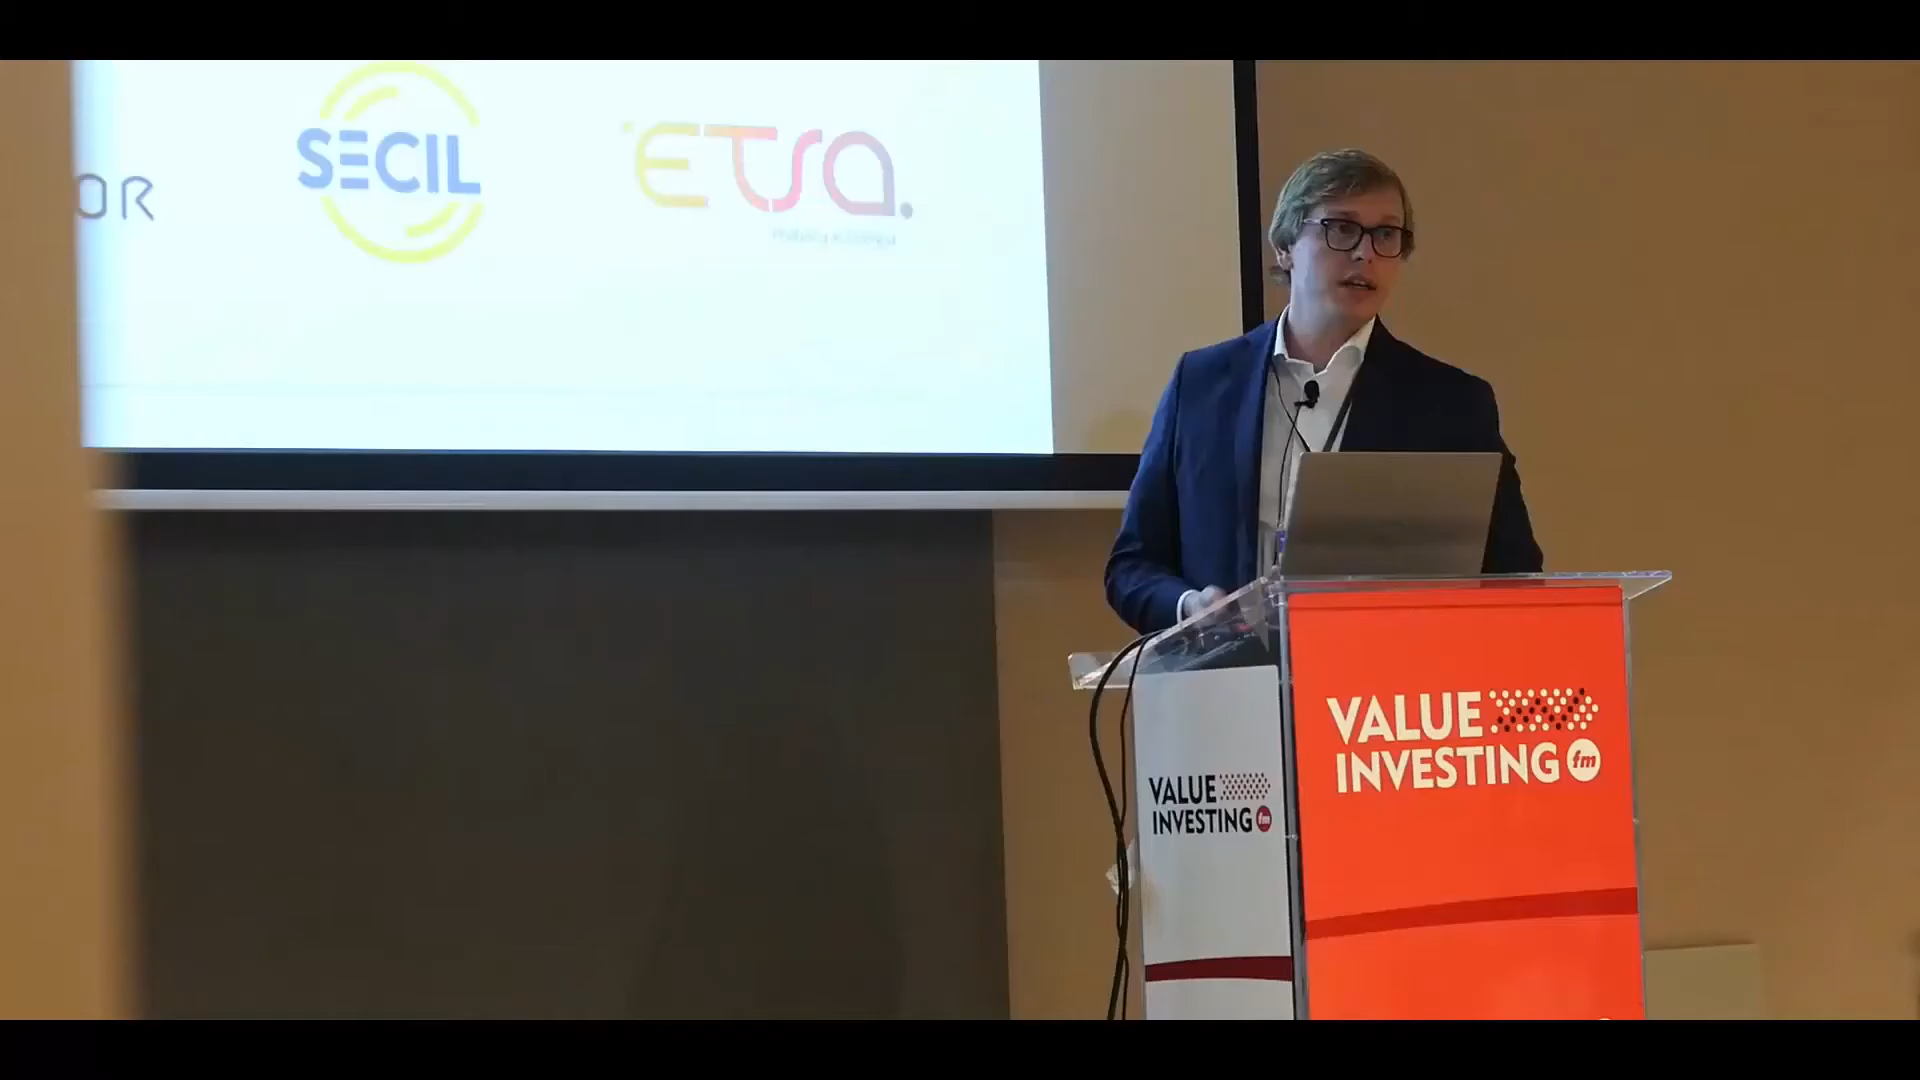 OR
SECIL
ETSA.
VALUE
INVESTING fm
VALUE
INVESTING fm